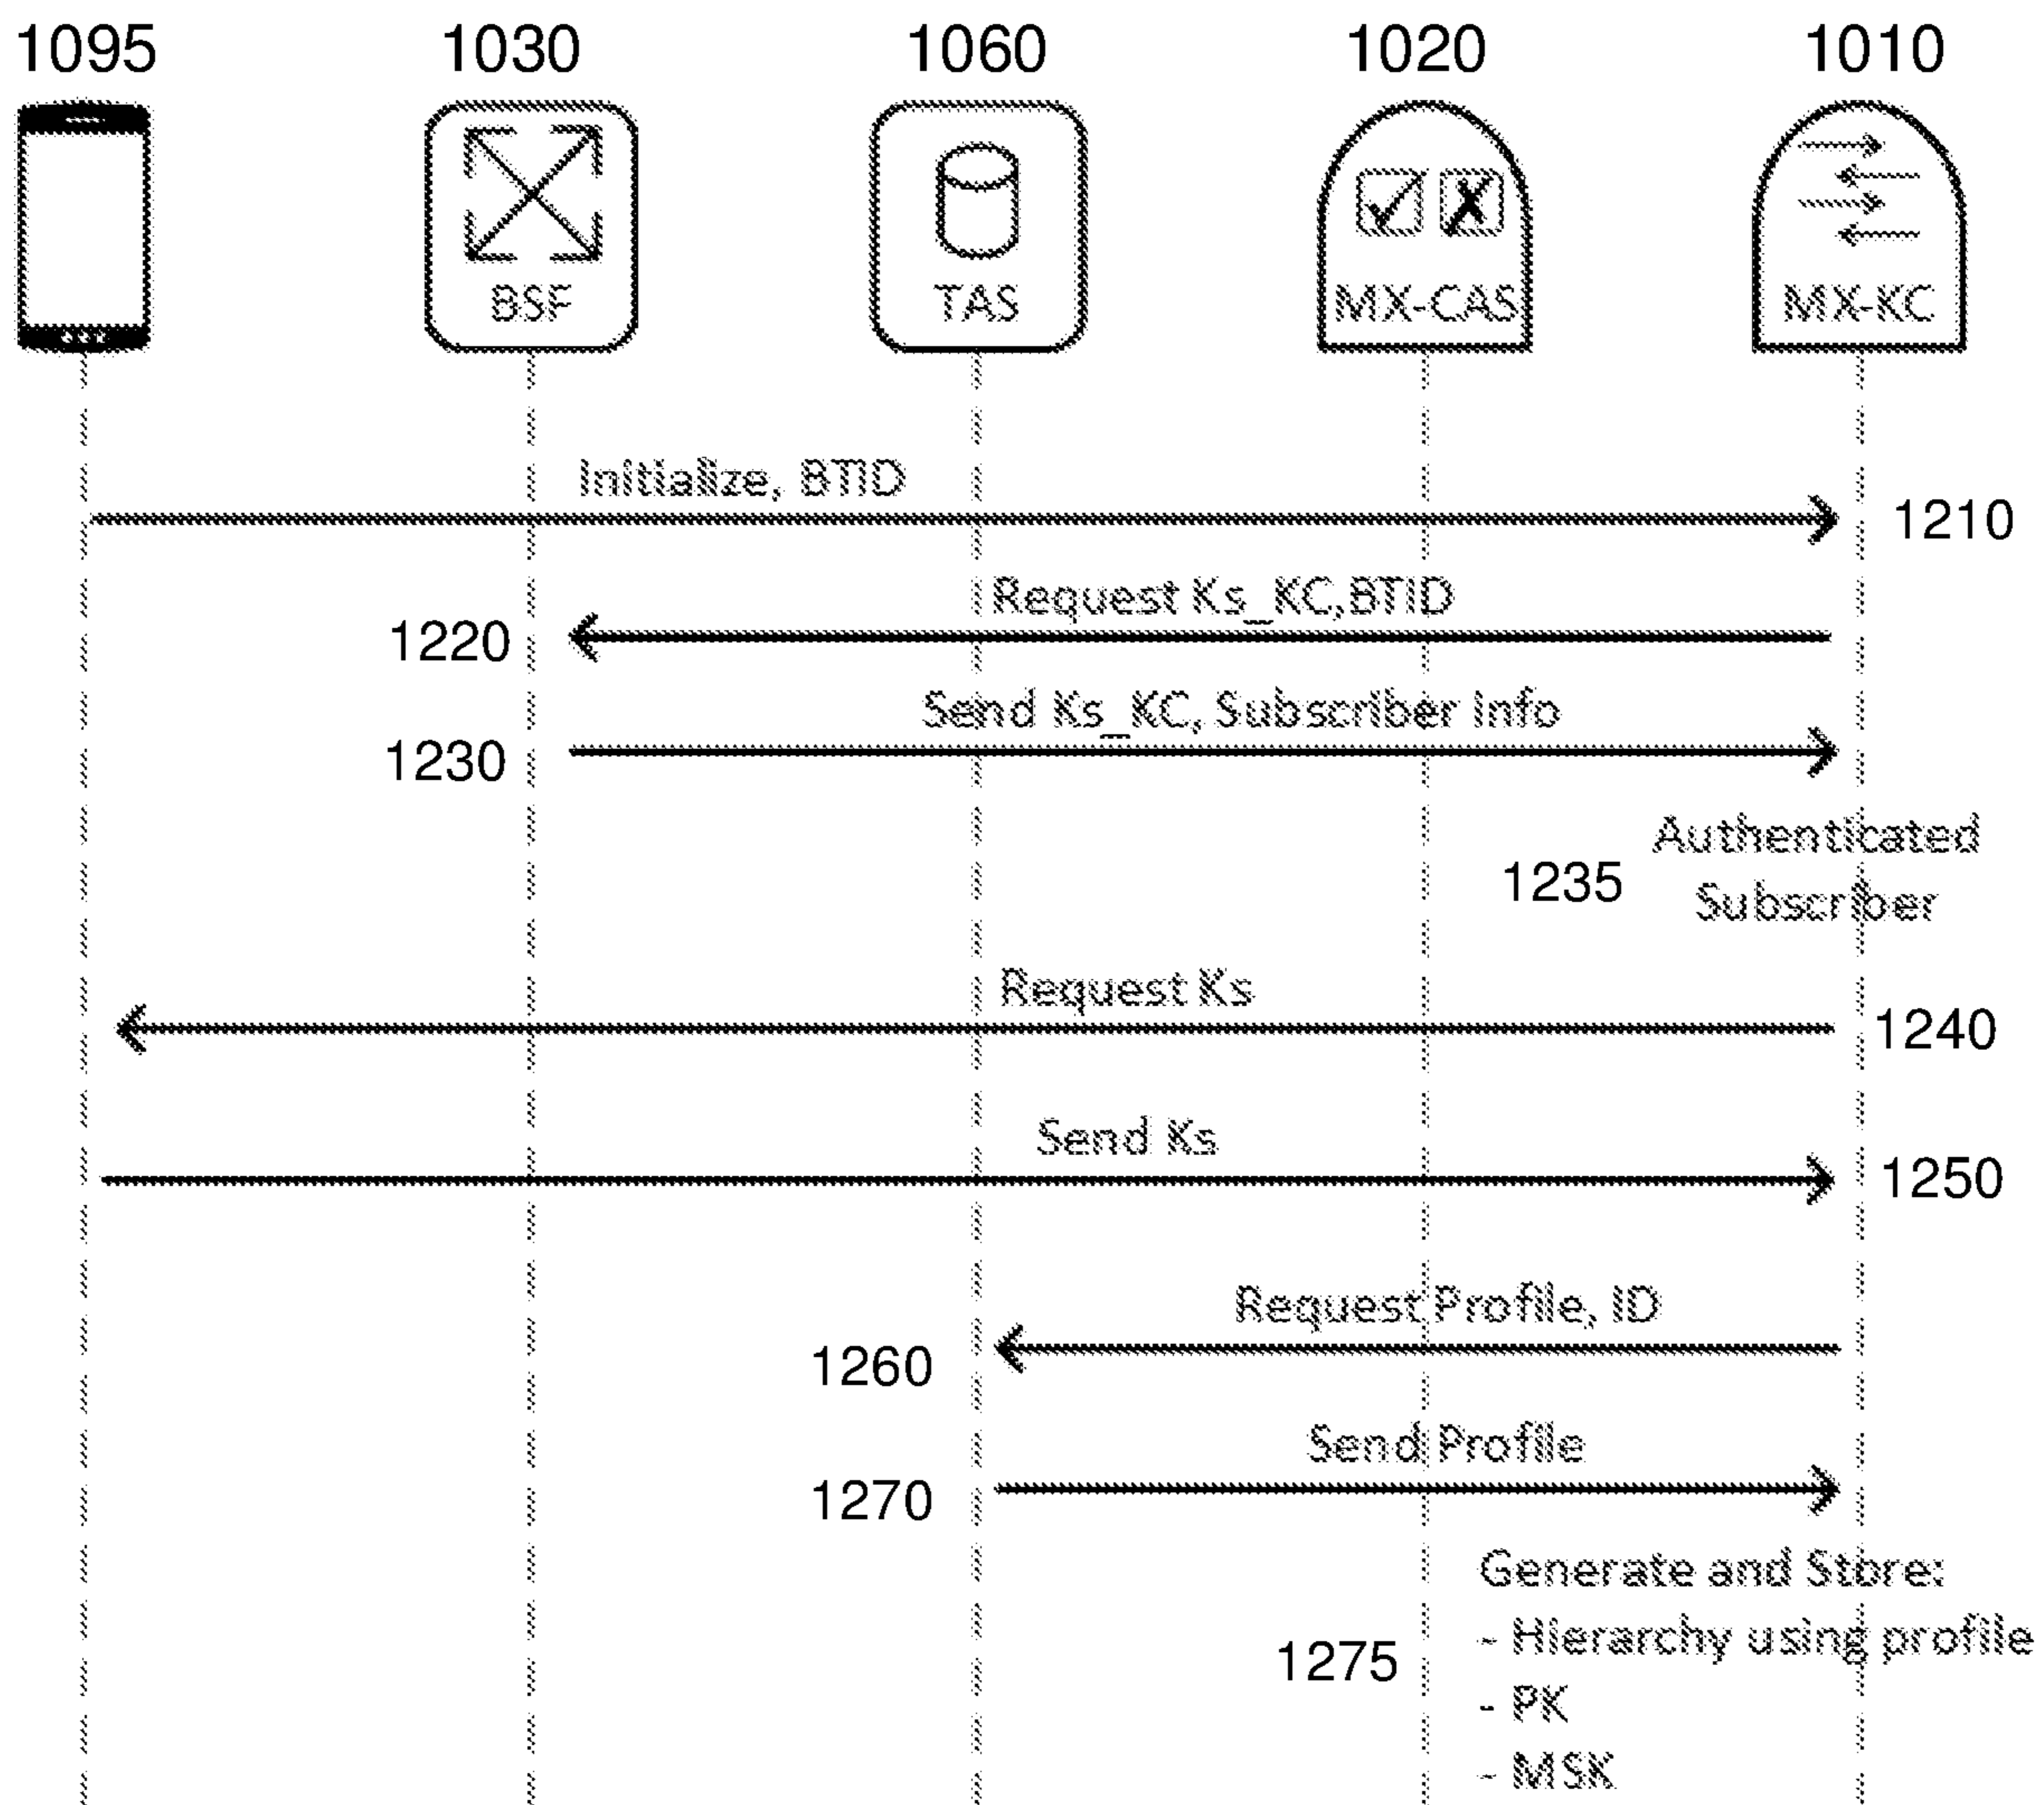 1095 1030 1060 1020 1010
BSF TAS MX-CAS MX-KC
Initialize, BTID
1210
Request Ks_KC,BTID
1220
Send Ks_KC, Subscriber Info
1230
Authenticated
1235
Subscriber
Request Ks
1240
Send Ks
1250
Request Profile, ID
1260
Send Profile
1270
Generate and Store:
- Hierarchy using profile
1275
- PK
- MSK